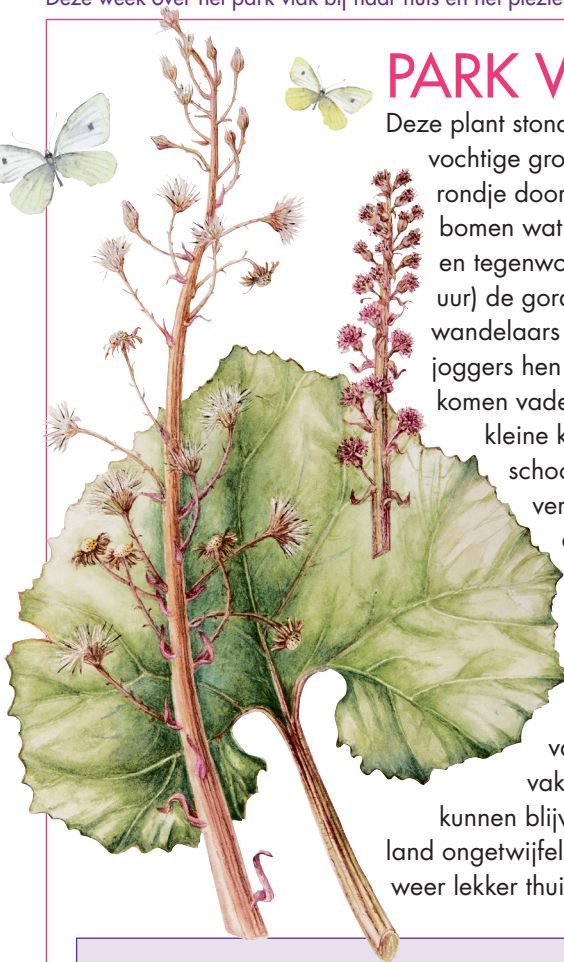 Deze week over het park vlak bij haar huis en het plezie
PARK V
Deze plant stond
vochtige gro
rondje door
bomen wat
en tegenwo
uur) de gord
wandelaars
joggers hen
komen vade
kleine k
schoo
ver
va
vak
kunnen blijv
land ongetwijfel
weer lekker thui